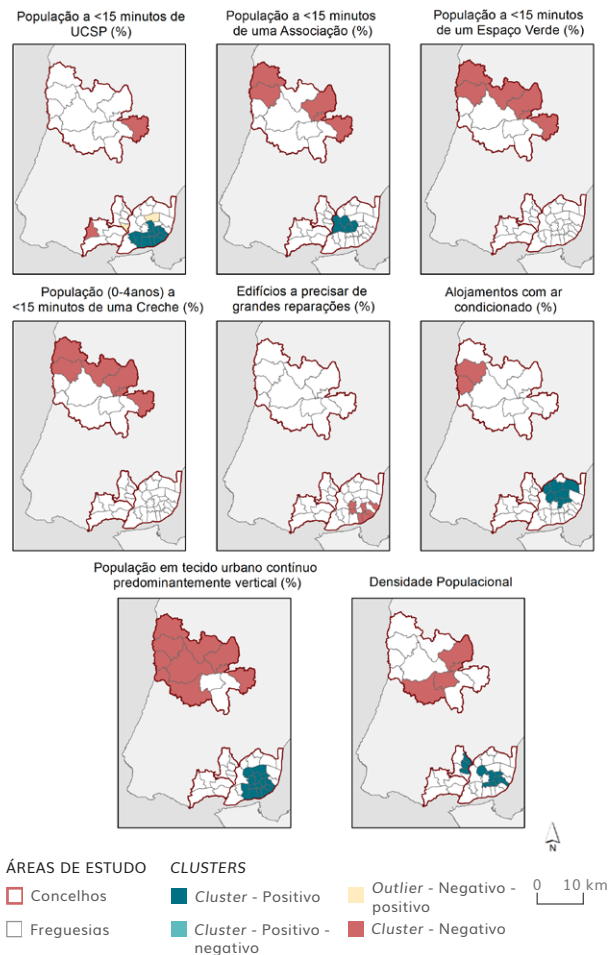 População a <15 minutos de
UCSP (%)
População a <15 minutos
de uma Associação (%)
População a <15 minutos
de um Espaço Verde (%)
População (0-4anos) a
<15 minutos de uma Creche (%)
Edifícios a precisar de
grandes reparações (%)
Alojamentos com ar
condicionado (%)
População em tecido urbano contínuo
predominantemente vertical (%)
Densidade Populacional
N
ÁREAS DE ESTUDO
Concelhos
Freguesias
CLUSTERS
Cluster - Positivo
Cluster - Positivo -
negativo
Outlier - Negativo -
positivo
Cluster - Negativo
0 10 km